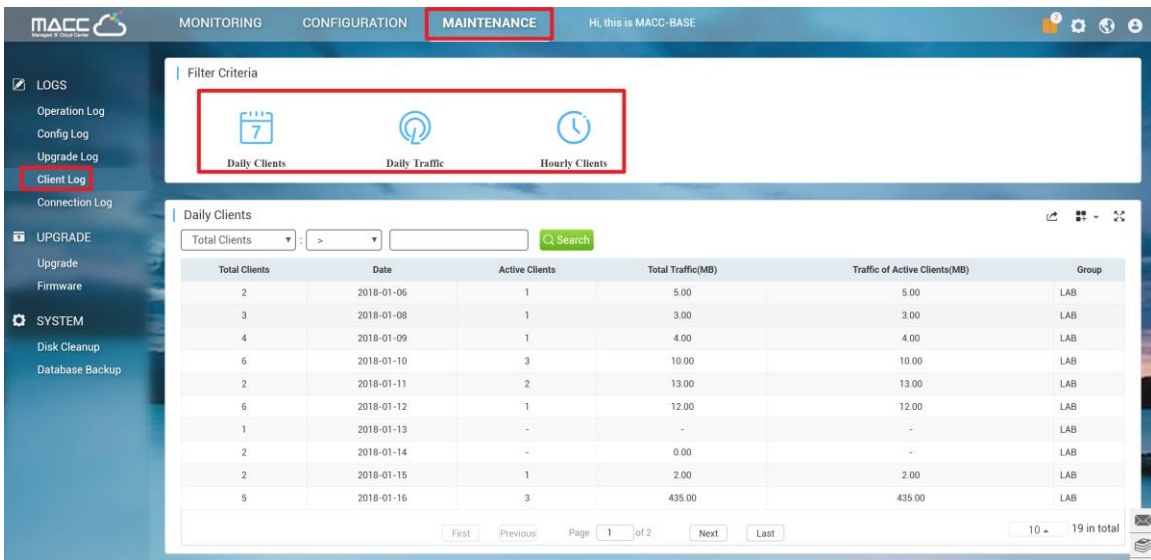 MACC
Managed @ Cloud Center
MONITORING CONFIGURATION MAINTENANCE Hi, this is MACC-BASE
2
LOGS
Operation Log
Config Log
Upgrade Log
Client Log
Connection Log
UPGRADE
Upgrade
Firmware
SYSTEM
Disk Cleanup
Database Backup
Filter Criteria
7
Daily Clients Daily Traffic Hourly Clients
Daily Clients
Total Clients : > Search
Total Clients Date Active Clients Total Traffic(MB) Traffic of Active Clients(MB) Group
2 2018-01-06 1 5.00 5.00 LAB
3 2018-01-08 1 3.00 3.00 LAB
4 2018-01-09 1 4.00 4.00 LAB
6 2018-01-10 3 10.00 10.00 LAB
2 2018-01-11 2 13.00 13.00 LAB
6 2018-01-12 1 12.00 12.00 LAB
1 2018-01-13 - - - LAB
2 2018-01-14 - 0.00 - LAB
2 2018-01-15 1 2.00 2.00 LAB
5 2018-01-16 3 435.00 435.00 LAB
First Previous Page 1 of 2 Next Last 10 19 in total